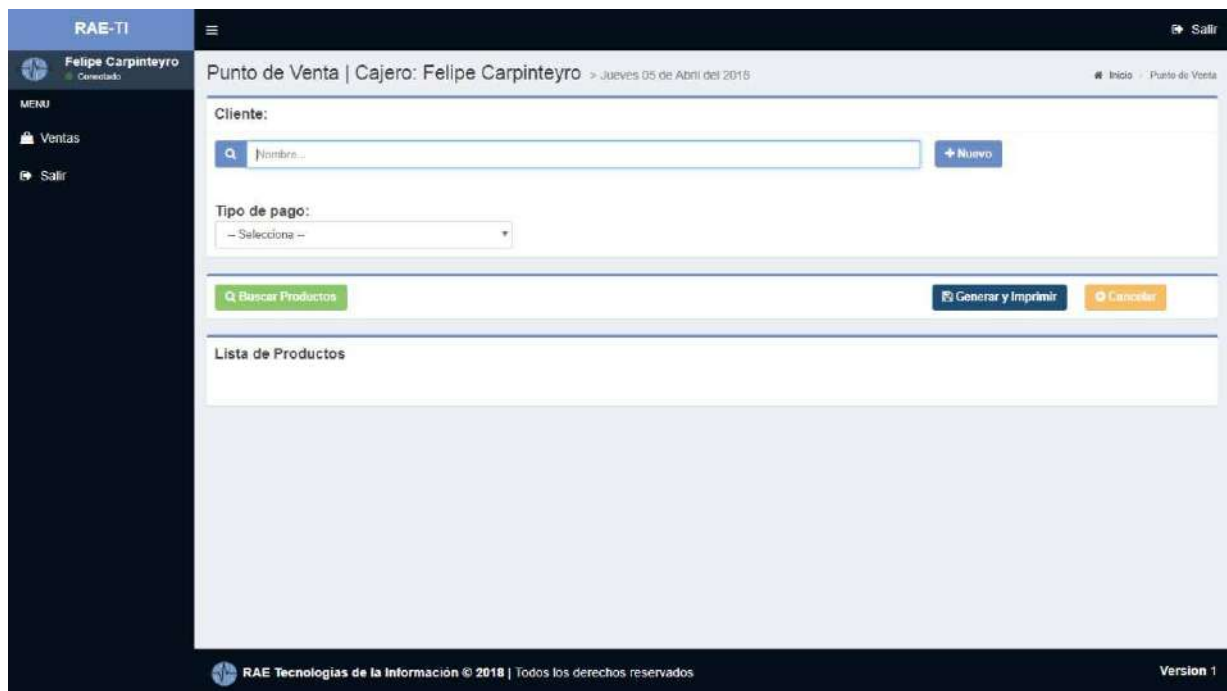 RAE-TI
Salir
Felipe Carpinteyro
Conectado
Punto de Venta | Cajero: Felipe Carpinteyro > Jueves 05 de Abril del 2018
Inicio
Punto de Venta
MENU
Ventas
Salir
Cliente:
Nombre...
Nuevo
Tipo de pago:
-- Selecciona --
Buscar Productos
Generar y Imprimir
Cancelar
Lista de Productos
RAE Tecnologías de la Información © 2018 | Todos los derechos reservados
Version 1